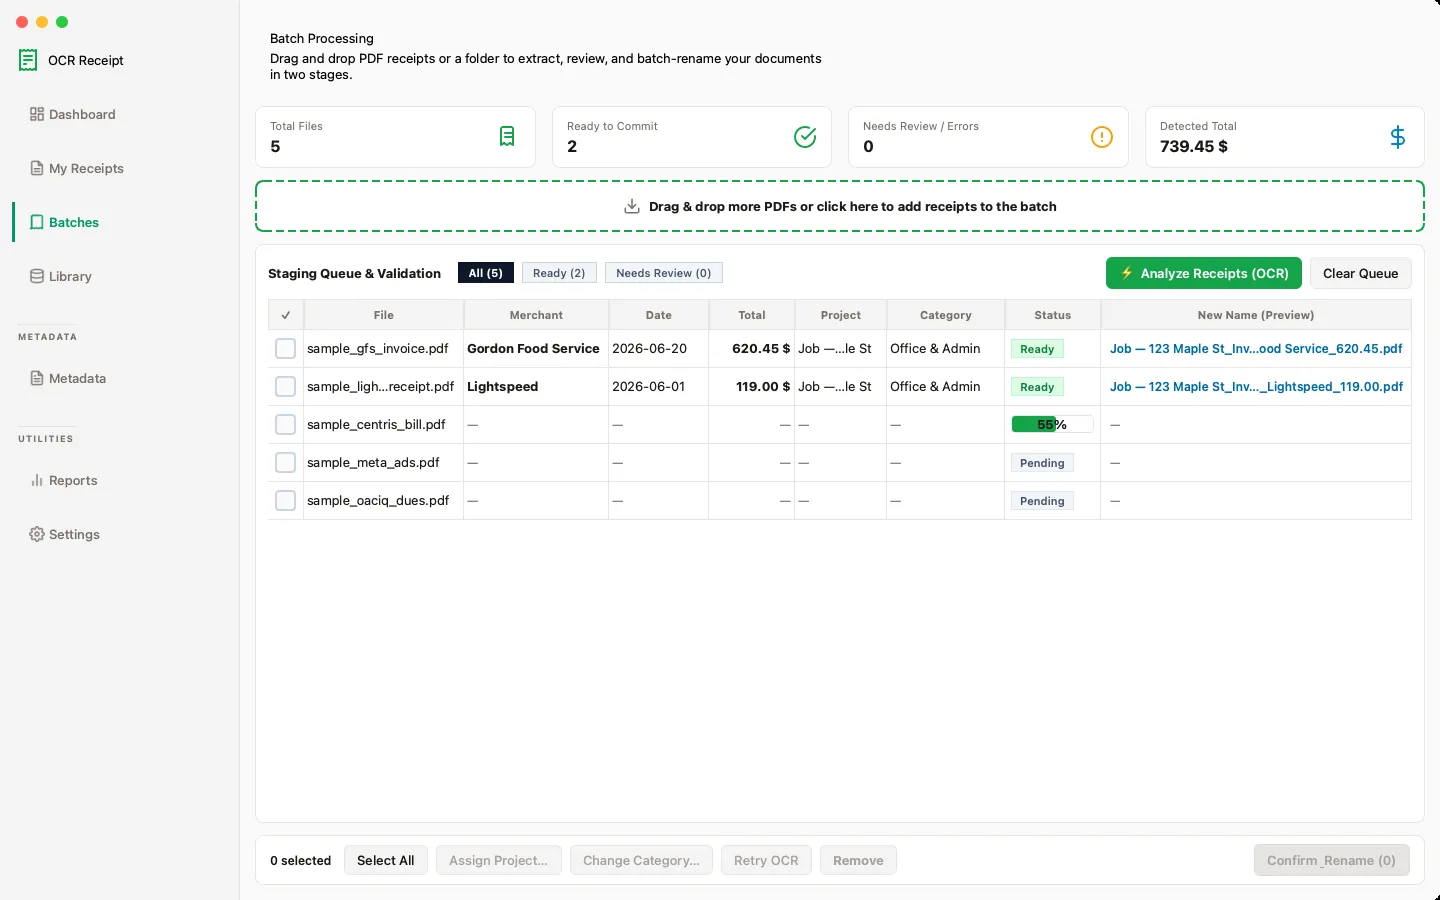 OCR Receipt
Dashboard
My Receipts
Batches
Library
METADATA
Metadata
UTILITIES
Reports
Settings
Batch Processing
Drag and drop PDF receipts or a folder to extract, review, and batch-rename your documents
in two stages.
Total Files
5
Ready to Commit
2
Needs Review / Errors
0
Detected Total
739.45 $
Drag & drop more PDFs or click here to add receipts to the batch
Staging Queue & Validation All (5) Ready (2) Needs Review (0) ⚡ Analyze Receipts (OCR) Clear Queue
✓ File Merchant Date Total Project Category Status New Name (Preview)
sample_gfs_invoice.pdf Gordon Food Service 2026-06-20 620.45 $ Job —...le St Office & Admin Ready Job — 123 Maple St_Inv...ood Service_620.45.pdf
sample_ligh...receipt.pdf Lightspeed 2026-06-01 119.00 $ Job —...le St Office & Admin Ready Job — 123 Maple St_Inv..._Lightspeed_119.00.pdf
sample_centris_bill.pdf — — — — — 55% —
sample_meta_ads.pdf — — — — — Pending —
sample_oaciq_dues.pdf — — — — — Pending —
0 selected Select All Assign Project... Change Category... Retry OCR Remove Confirm_Rename (0)